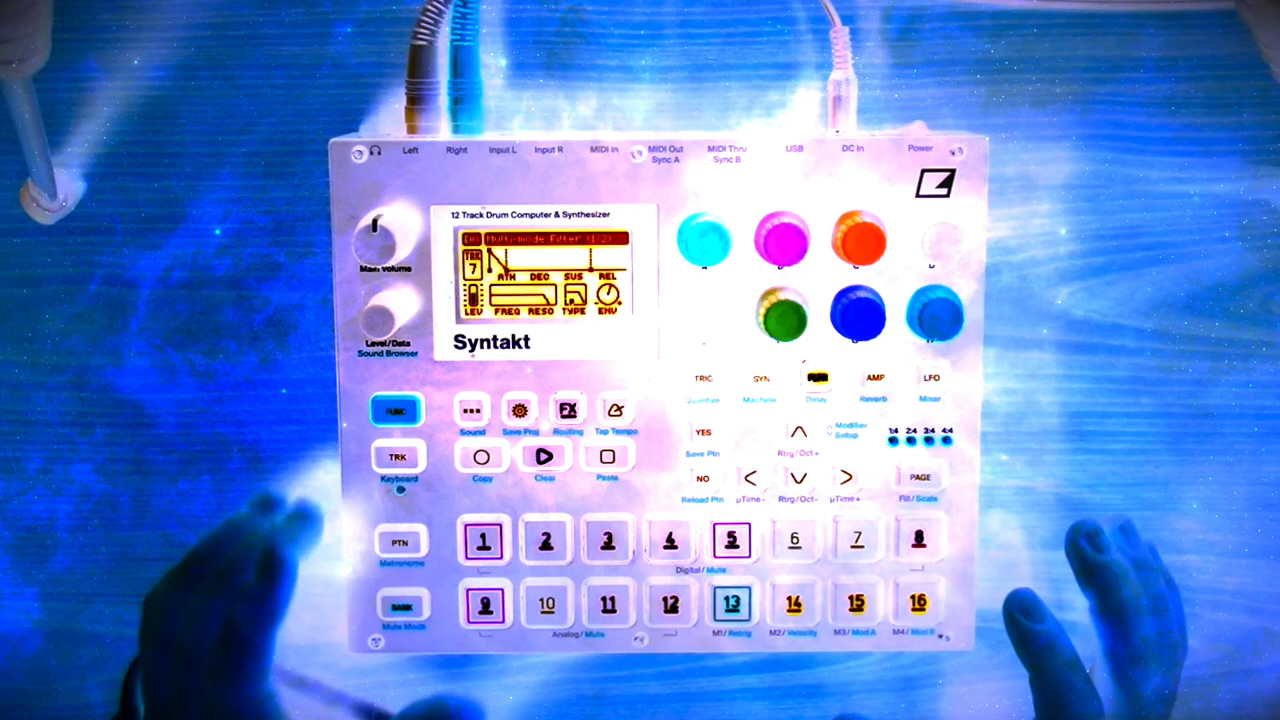 Left Right Input L Input R MIDI In MIDI Out MIDI Thru USB DC In Power
Sync A Sync B
12 Track Drum Computer & Synthesizer
Multi-mode Filter (1/2)
TRK
7
ATK DEC SUS REL
LEV FREQ RESO TYPE ENV
Main Volume
Level/Data
Sound Browser
Syntakt
A
C
TRIG SYN AMP LFO
Quantize Machine Delay Reverb Mixer
FUNC FX
Sound Save Proj Routing Tap Tempo
YES
Modifier
Setup
1:4 2:4 3:4 4:4
Save Ptn Rtrg/Oct+
TRK
Keyboard
Copy Clear Paste
NO PAGE
Reload Ptn µTime- Rtrg/Oct- µTime+ Fill/Scale
PTN
Metronome
1 2 3 4 5 6 7 8
Digital/Mute
BANK
Mute Mode
9 10 11 12 13 14 15 16
Analog/Mute M1/Retrig M2/Velocity M3/Mod A M4/Mod B